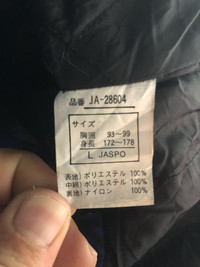 品番 JA-28604
サイズ
胸囲 93~99
身長 172~178
L JASPO
表地)ポリエステル 100%
中綿)ポリエステル 100%
裏地)ナイロン 100%